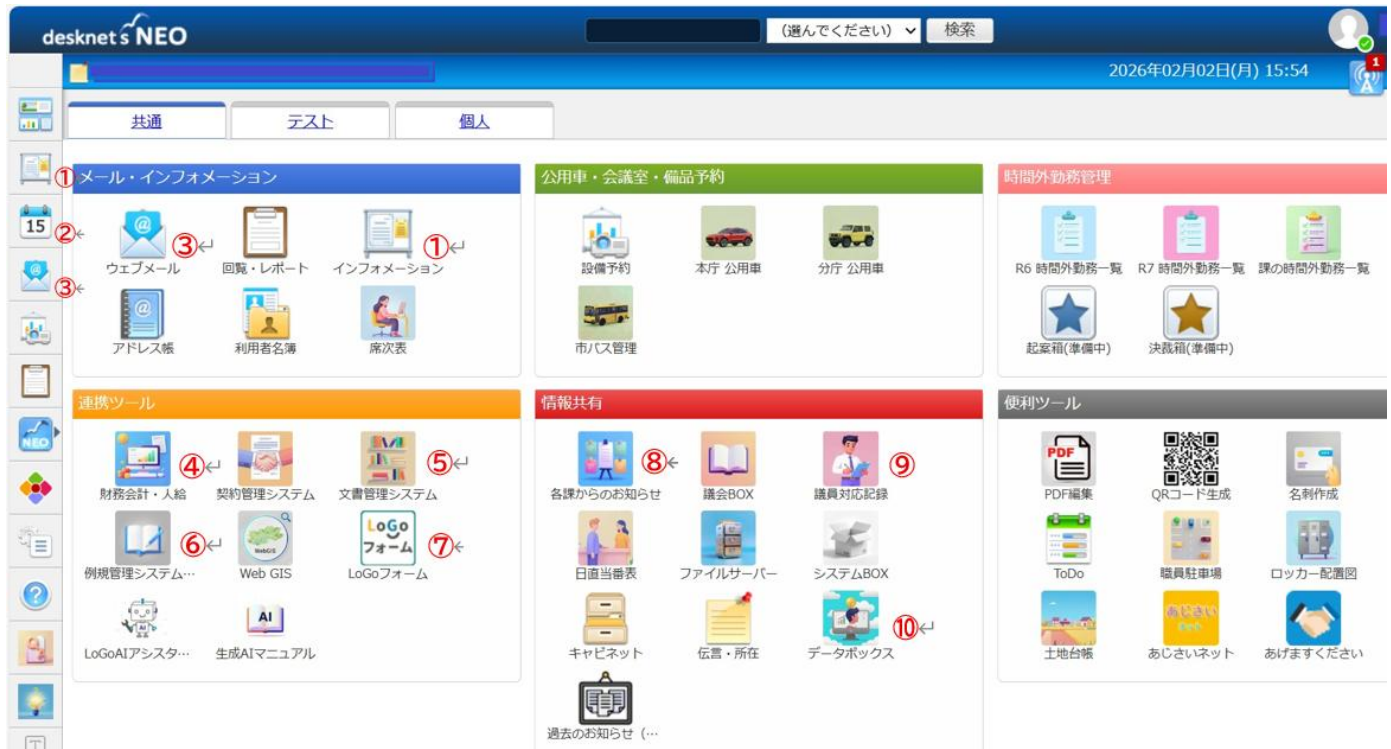 desknet's NEO
(選んでください) 検索
2026年02月02日(月) 15:54
1
共通 テスト 個人
① メール・インフォメーション
15 ②←
③←
ウェブメール ③↵
回覧・レポート
インフォメーション ①↵
アドレス帳
利用者名簿
席次表
公用車・会議室・備品予約
設備予約
本庁 公用車
分庁 公用車
市バス管理
時間外勤務管理
R6 時間外勤務一覧
R7 時間外勤務一覧
課の時間外勤務一覧
起案箱(準備中)
決裁箱(準備中)
NEO
連携ツール
財務会計・人給 ④↵
契約管理システム
文書管理システム ⑤↵
例規管理システム… ⑥↵
WebGIS
Web GIS
LoGo
フォーム
LoGoフォーム ⑦←
AI
LoGoAIアシスタ…
AI
生成AIマニュアル
情報共有
各課からのお知らせ ⑧←
議会BOX
議員対応記録 ⑨
日直当番表
ファイルサーバー
システムBOX
キャビネット
伝言・所在
データボックス ⑩↵
過去のお知らせ（…
便利ツール
PDF
PDF編集
QRコード生成
名刺作成
ToDo
職員駐車場
ロッカー配置図
土地台帳
あじさい
ネット
あじさいネット
あげますください